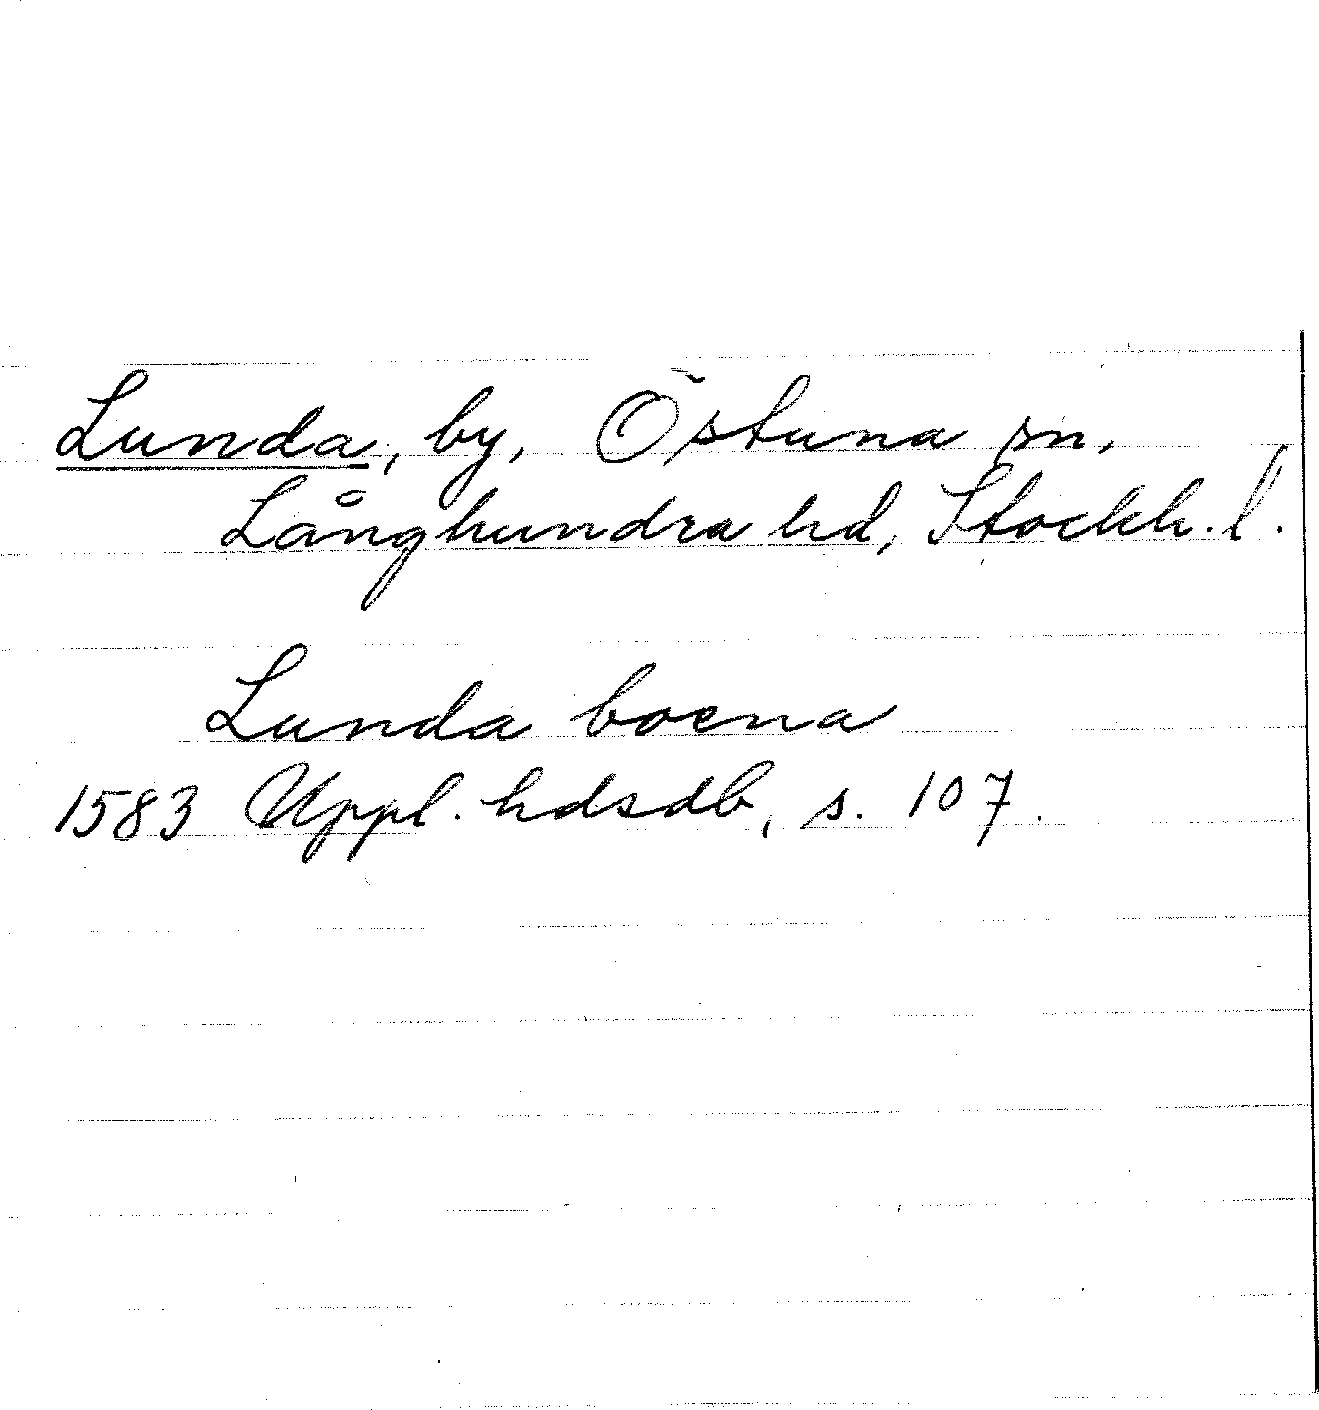 Lunda, by, Östuna sn,
Långhundra hd, Stockh. l.
Lunda boena
1583 Uppl. hdsdb, s. 107.